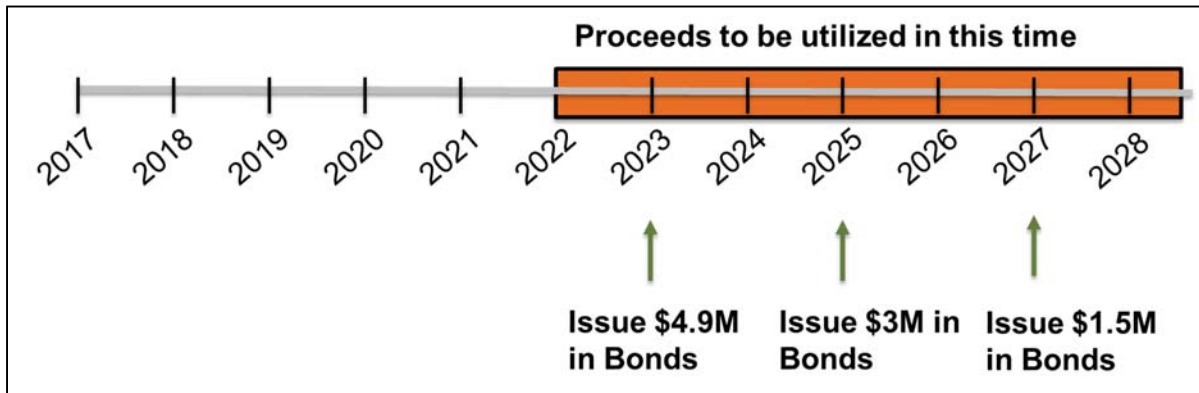 Proceeds to be utilized in this time
2017
2018
2019
2020
2021
2022
2023
2024
2025
2026
2027
2028
Issue $4.9M
in Bonds
Issue $3M in
Bonds
Issue $1.5M
in Bonds